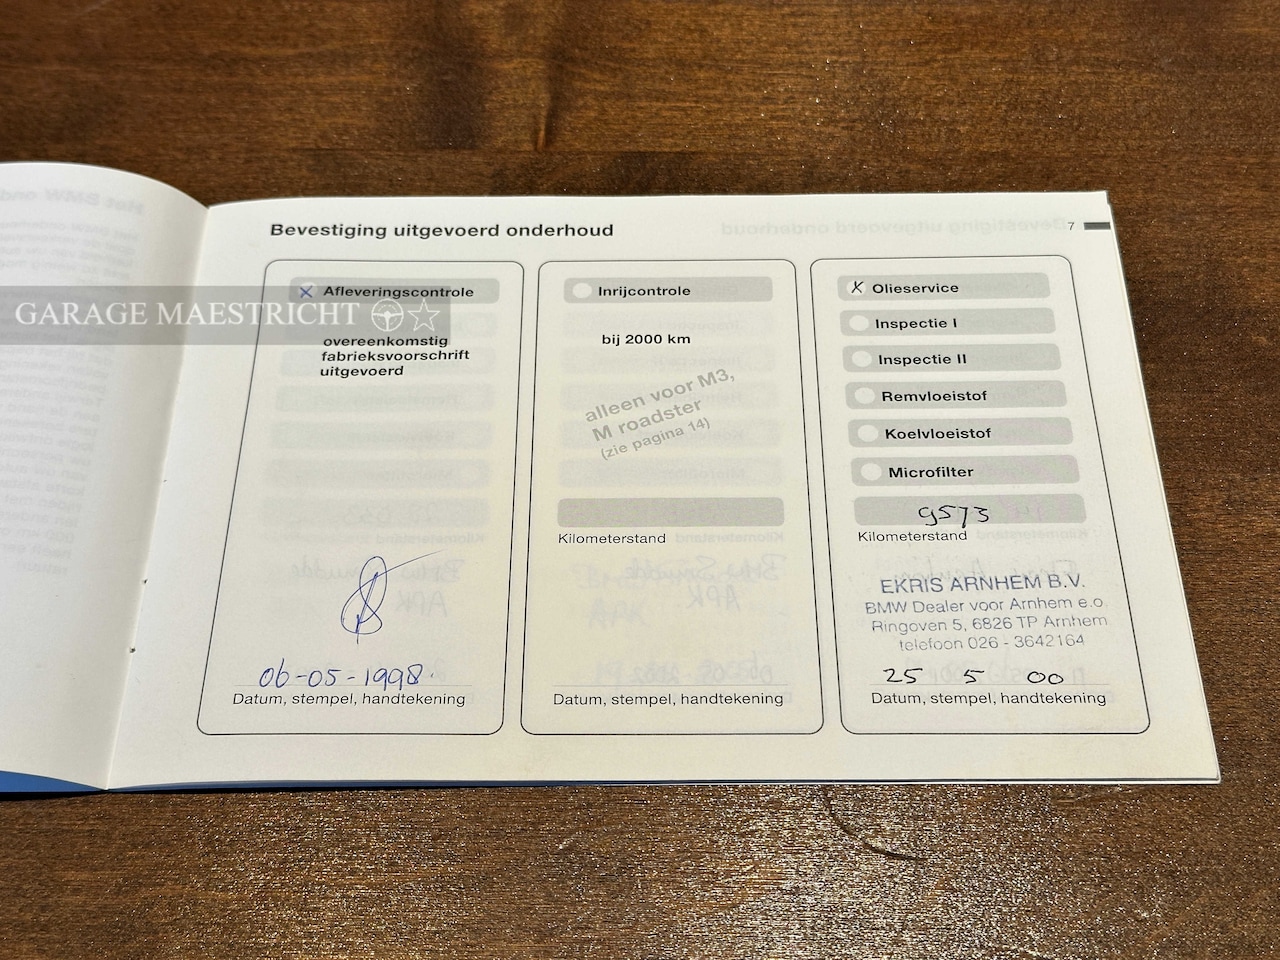 Bevestiging uitgevoerd onderhoud
7
GARAGE MAESTRICHT
Afleveringscontrole
overeenkomstig
fabrieksvoorschrift
uitgevoerd
06-05-1998.
Datum, stempel, handtekening
Inrijcontrole
bij 2000 km
alleen voor M3,
M roadster
(zie pagina 14)
Kilometerstand
Datum, stempel, handtekening
Olieservice
Inspectie I
Inspectie II
Remvloeistof
Koelvloeistof
Microfilter
9573
Kilometerstand
EKRIS ARNHEM B.V.
BMW Dealer voor Arnhem e.o.
Ringoven 5, 6826 TP Arnhem
telefoon 026 - 3642164
25 5 00
Datum, stempel, handtekening